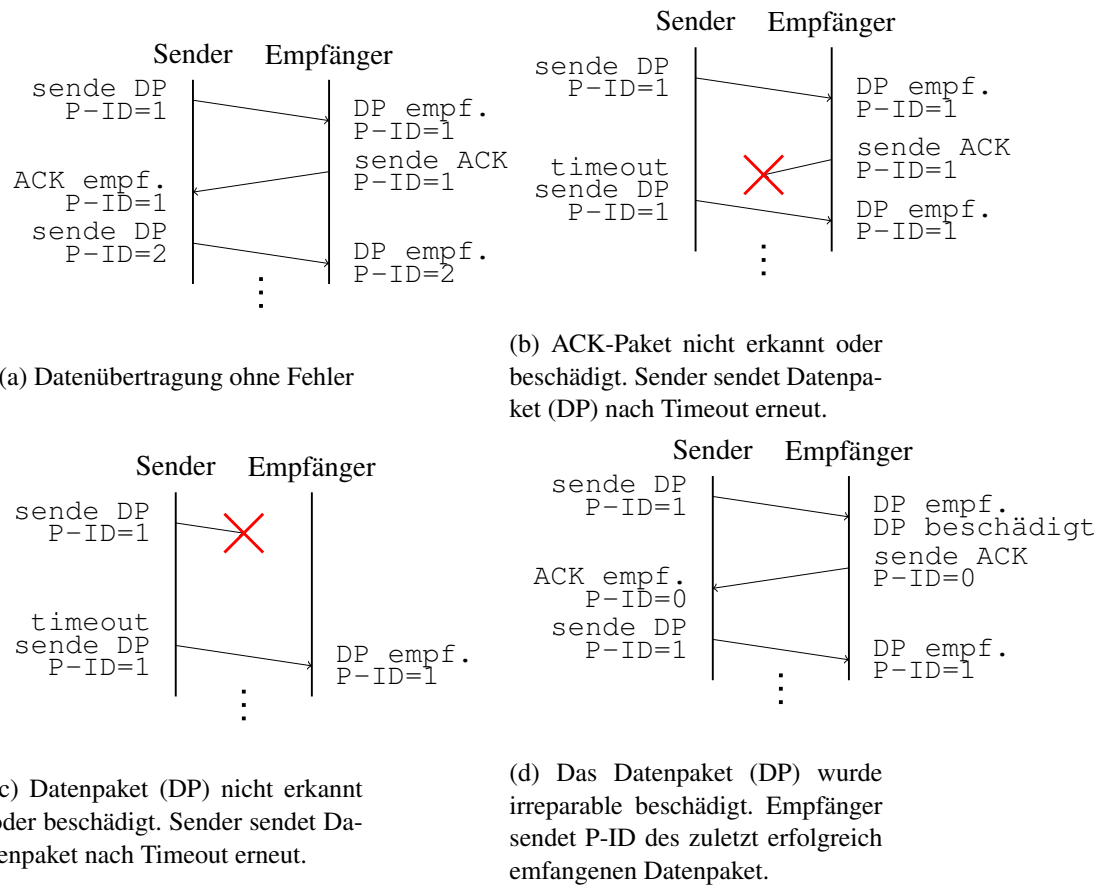 Sender Empfänger
sende DP
P-ID=1
DP empf.
P-ID=1
sende ACK
P-ID=1
ACK empf.
P-ID=1
sende DP
P-ID=2
DP empf.
P-ID=2
(a) Datenübertragung ohne Fehler
Sender Empfänger
sende DP
P-ID=1
DP empf.
P-ID=1
sende ACK
P-ID=1
timeout
sende DP
P-ID=1
DP empf.
P-ID=1
(b) ACK-Paket nicht erkannt oder
beschädigt. Sender sendet Datenpa-
ket (DP) nach Timeout erneut.
Sender Empfänger
sende DP
P-ID=1
timeout
sende DP
P-ID=1
DP empf.
P-ID=1
c) Datenpaket (DP) nicht erkannt
oder beschädigt. Sender sendet Da-
enpaket nach Timeout erneut.
Sender Empfänger
sende DP
P-ID=1
DP empf.
DP beschädigt
sende ACK
P-ID=0
ACK empf.
P-ID=0
sende DP
P-ID=1
DP empf.
P-ID=1
(d) Das Datenpaket (DP) wurde
irreparable beschädigt. Empfänger
sendet P-ID des zuletzt erfolgreich
emfangenen Datenpaket.